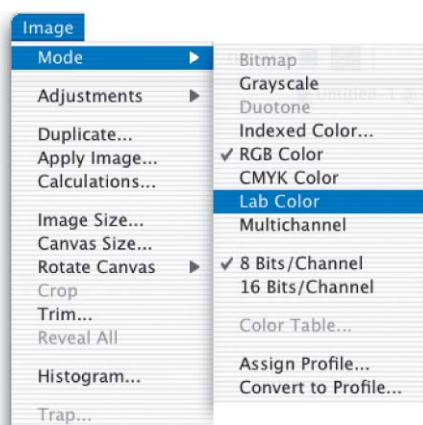 Image
Mode
Adjustments
Duplicate...
Apply Image...
Calculations...
Image Size...
Canvas Size...
Rotate Canvas
Crop
Trim...
Reveal All
Histogram...
Trap...
Bitmap
Grayscale
Duotone
Indexed Color...
RGB Color
CMYK Color
Lab Color
Multichannel
8 Bits/Channel
16 Bits/Channel
Color Table...
Assign Profile...
Convert to Profile...